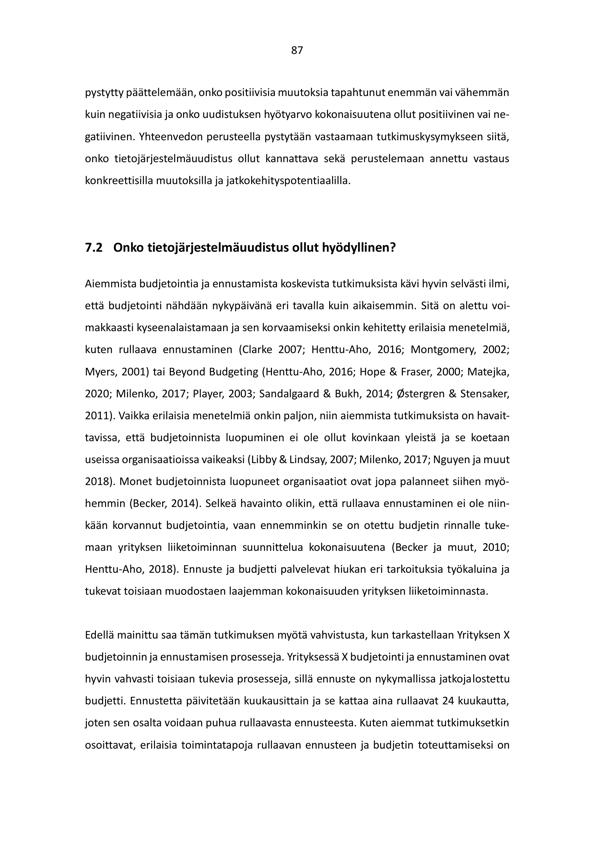 87
pystytty päättelemään, onko positiivisia muutoksia tapahtunut enemmän vai vähemmän
kuin negatiivisia ja onko uudistuksen hyötyarvo kokonaisuutena ollut positiivinen vai ne-
gatiivinen. Yhteenvedon perusteella pystytään vastaamaan tutkimuskysymykseen siitä,
onko tietojärjestelmäuudistus ollut kannattava sekä perustelemaan annettu vastaus
konkreettisilla muutoksilla ja jatkokehityspotentiaalilla.
7.2 Onko tietojärjestelmäuudistus ollut hyödyllinen?
Aiemmista budjetointia ja ennustamista koskevista tutkimuksista kävi hyvin selvästi ilmi,
että budjetointi nähdään nykypäivänä eri tavalla kuin aikaisemmin. Sitä on alettu voi-
makkaasti kyseenalaistamaan ja sen korvaamiseksi onkin kehitetty erilaisia menetelmiä,
kuten rullaava ennustaminen (Clarke 2007; Henttu-Aho, 2016; Montgomery, 2002;
Myers, 2001) tai Beyond Budgeting (Henttu-Aho, 2016; Hope & Fraser, 2000; Matejka,
2020; Milenko, 2017; Player, 2003; Sandalgaard & Bukh, 2014; Østergren & Stensaker,
2011). Vaikka erilaisia menetelmiä onkin paljon, niin aiemmista tutkimuksista on havait-
tavissa, että budjetoinnista luopuminen ei ole ollut kovinkaan yleistä ja se koetaan
useissa organisaatioissa vaikeaksi (Libby & Lindsay, 2007; Milenko, 2017; Nguyen ja muut
2018). Monet budjetoinnista luopuneet organisaatiot ovat jopa palanneet siihen myö-
hemmin (Becker, 2014). Selkeä havainto olikin, että rullaava ennustaminen ei ole niin-
kään korvannut budjetointia, vaan ennemminkin se on otettu budjetin rinnalle tuke-
maan yrityksen liiketoiminnan suunnittelua kokonaisuutena (Becker ja muut, 2010;
Henttu-Aho, 2018). Ennuste ja budjetti palvelevat hiukan eri tarkoituksia työkaluina ja
tukevat toisiaan muodostaen laajemman kokonaisuuden yrityksen liiketoiminnasta.
Edellä mainittu saa tämän tutkimuksen myötä vahvistusta, kun tarkastellaan Yrityksen X
budjetoinnin ja ennustamisen prosesseja. Yrityksessä X budjetointi ja ennustaminen ovat
hyvin vahvasti toisiaan tukevia prosesseja, sillä ennuste on nykymallissa jatkojalostettu
budjetti. Ennustetta päivitetään kuukausittain ja se kattaa aina rullaavat 24 kuukautta,
joten sen osalta voidaan puhua rullaavasta ennusteesta. Kuten aiemmat tutkimuksetkin
osoittavat, erilaisia toimintatapoja rullaavan ennusteen ja budjetin toteuttamiseksi on